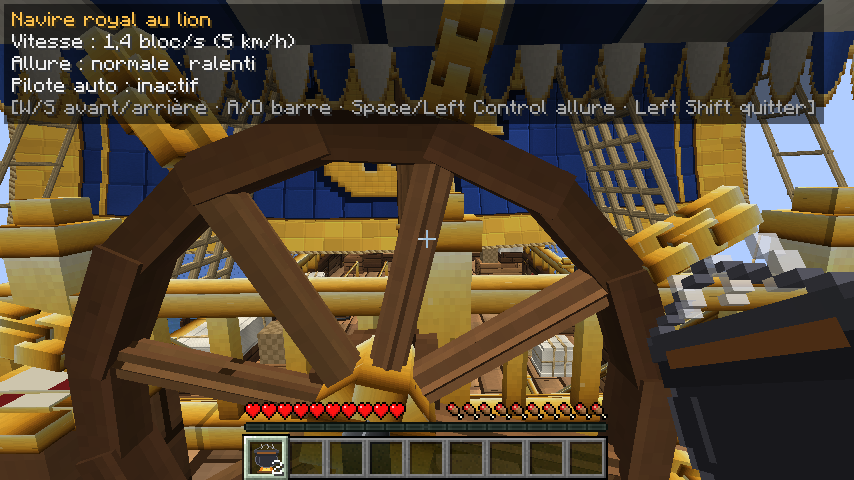 Navire royal au lion
Vitesse : 1,4 bloc/s (5 km/h)
Allure : normale · ralenti
Pilote auto : inactif
[W/S avant/arrière · A/D barre · Space/Left Control allure · Left Shift quitter]
2